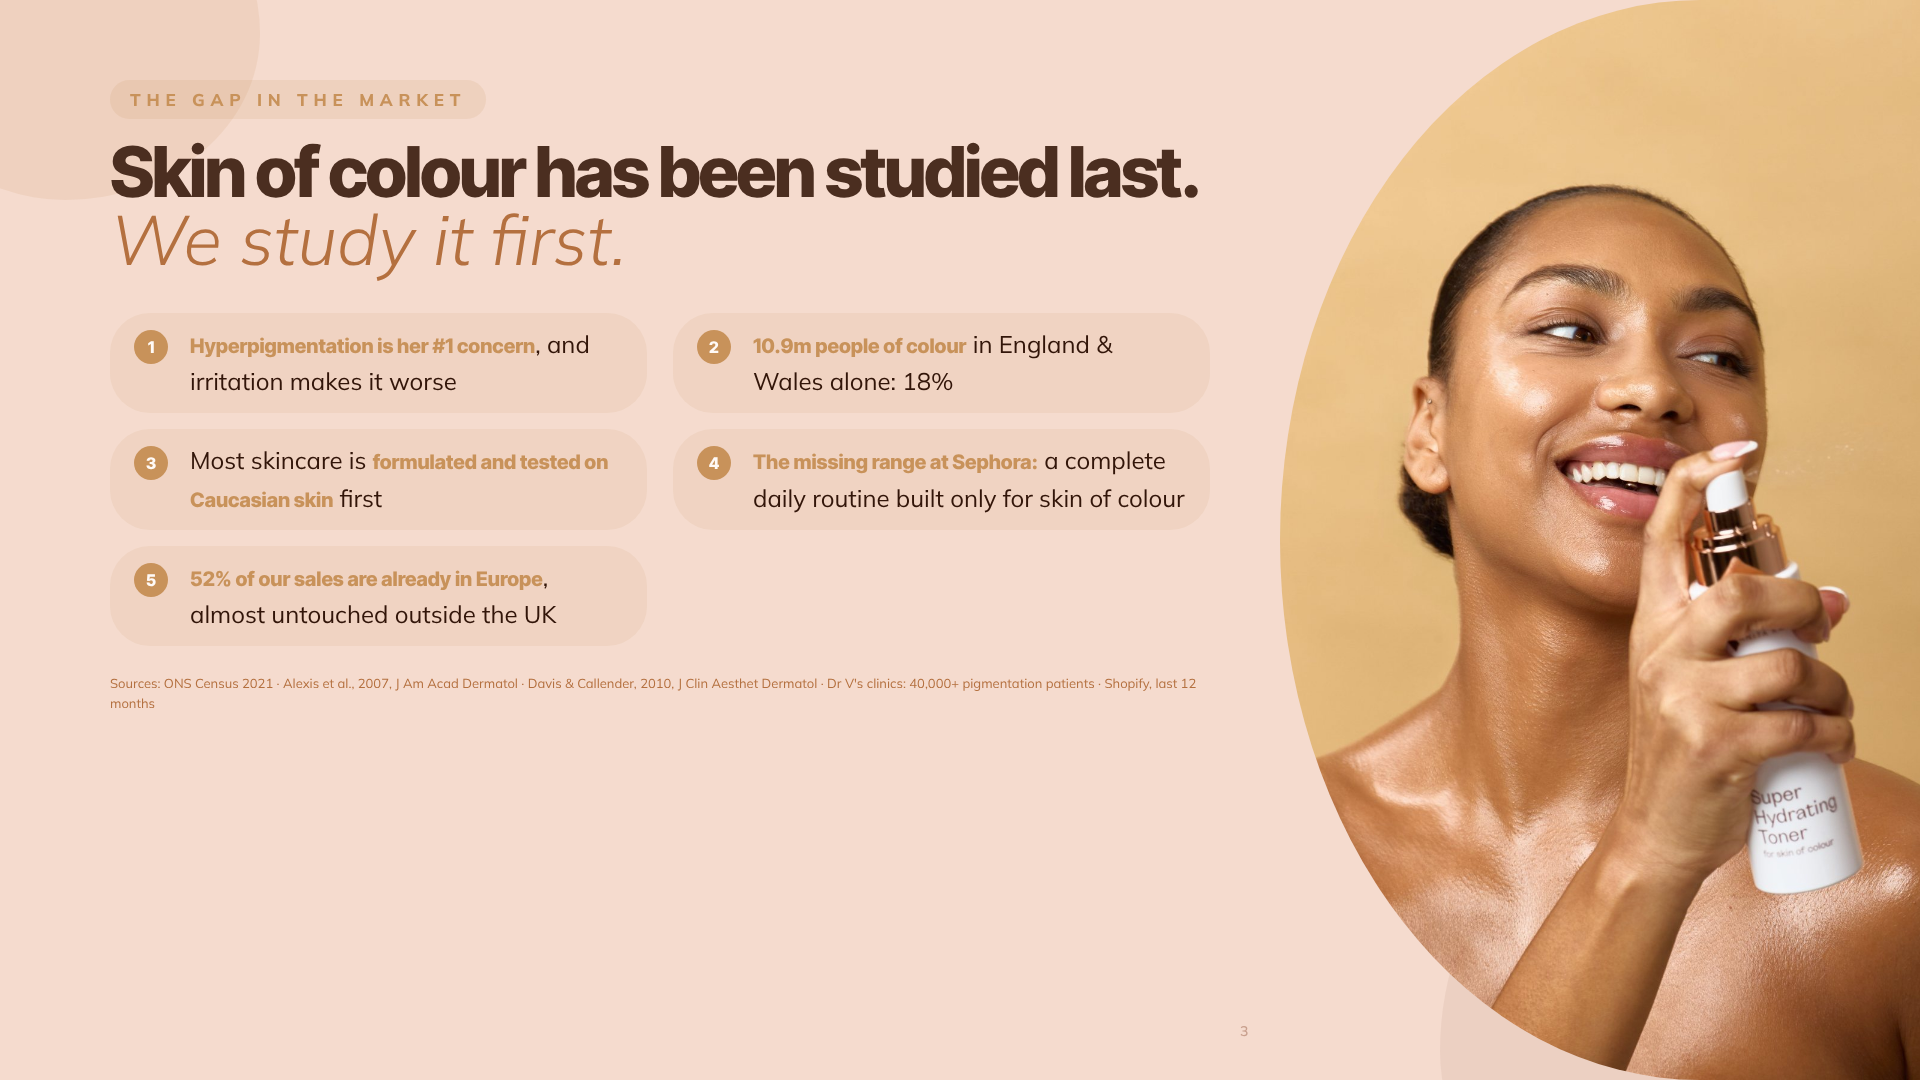 THE GAP IN THE MARKET
Skin of colour has been studied last.
We study it first.
1 Hyperpigmentation is her #1 concern, and
irritation makes it worse
2 10.9m people of colour in England &
Wales alone: 18%
3 Most skincare is formulated and tested on
Caucasian skin first
4 The missing range at Sephora: a complete
daily routine built only for skin of colour
5 52% of our sales are already in Europe,
almost untouched outside the UK
Sources: ONS Census 2021 · Alexis et al., 2007, J Am Acad Dermatol · Davis & Callender, 2010, J Clin Aesthet Dermatol · Dr V's clinics: 40,000+ pigmentation patients · Shopify, last 12
months
Super
Hydrating
Toner
for skin of colour
3